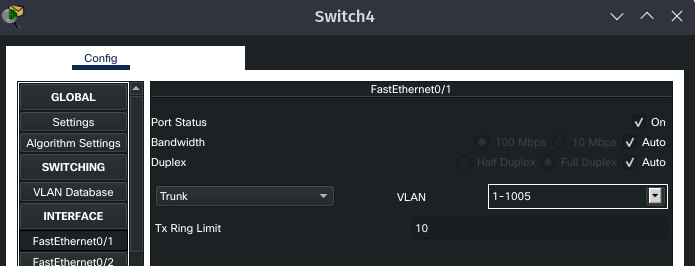 Switch4
Config
GLOBAL
Settings
Algorithm Settings
SWITCHING
VLAN Database
INTERFACE
FastEthernet0/1
FastEthernet0/2
FastEthernet0/1
Port Status On
Bandwidth 100 Mbps 10 Mbps Auto
Duplex Half Duplex Full Duplex Auto
Trunk VLAN 1-1005
Tx Ring Limit 10